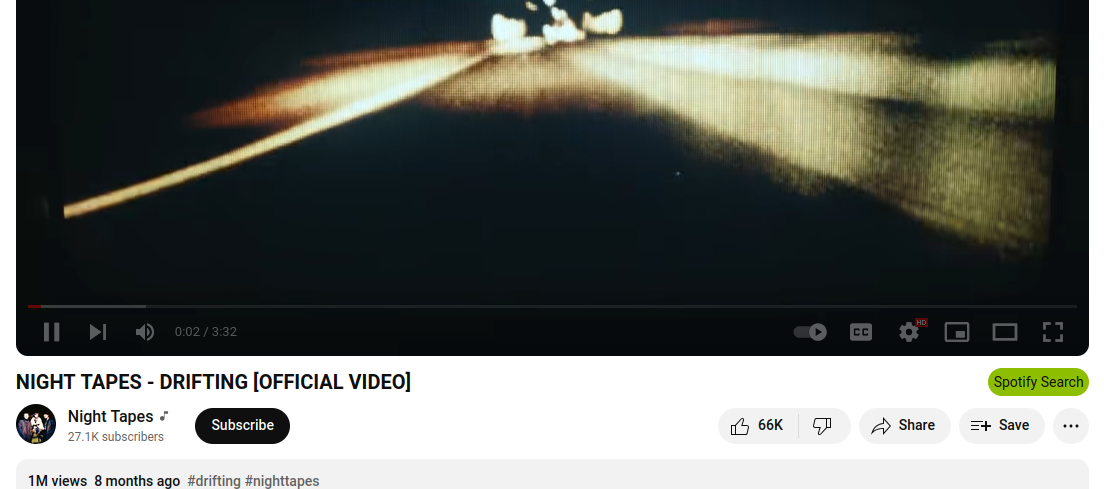 0:02 / 3:32
CC
HD
NIGHT TAPES - DRIFTING [OFFICIAL VIDEO]
Spotify Search
Night Tapes
27.1K subscribers
Subscribe
66K
Share
Save
1M views 8 months ago #drifting #nighttapes